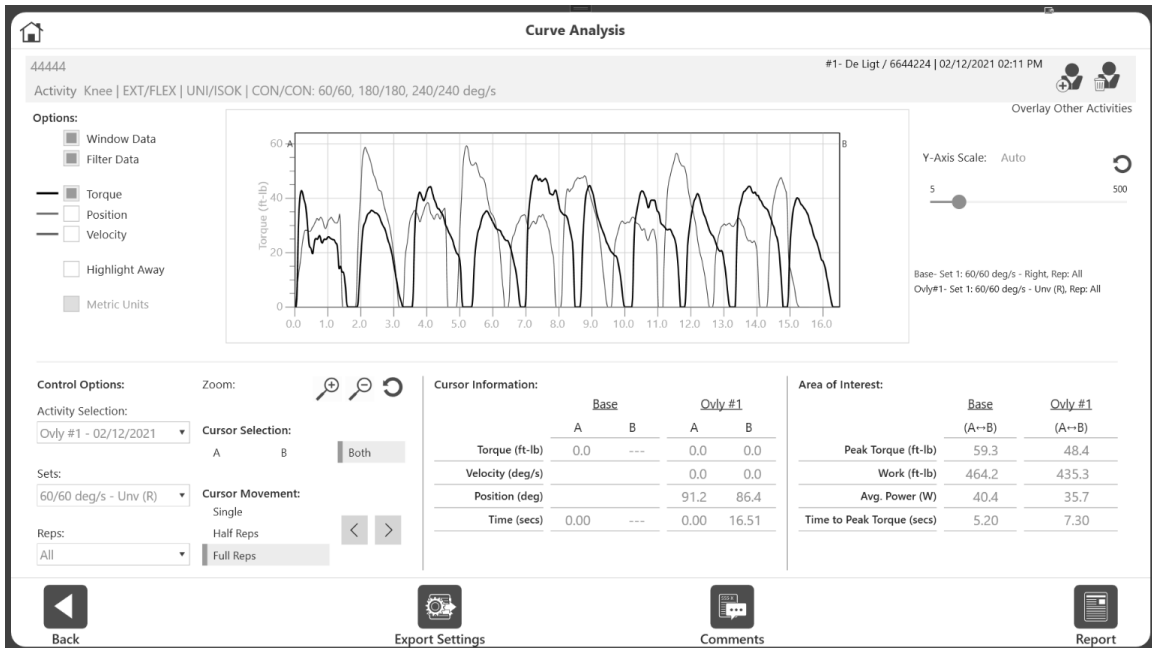 Curve Analysis
44444
#1- De Ligt / 6644224 | 02/12/2021 02:11 PM
Activity Knee | EXT/FLEX | UNI/ISOK | CON/CON: 60/60, 180/180, 240/240 deg/s
Overlay Other Activities
Options:
Window Data
Filter Data
Torque
Position
Velocity
Highlight Away
Metric Units
Torque (ft-lb)
60
40
20
0
A
B
0.0 1.0 2.0 3.0 4.0 5.0 6.0 7.0 8.0 9.0 10.0 11.0 12.0 13.0 14.0 15.0 16.0
Y-Axis Scale: Auto
5 500
Base- Set 1: 60/60 deg/s - Right, Rep: All
Ovly#1- Set 1: 60/60 deg/s - Unv (R), Rep: All
Control Options:
Activity Selection:
Ovly #1 - 02/12/2021
Sets:
60/60 deg/s - Unv (R)
Reps:
All
Zoom:
Cursor Selection:
A B Both
Cursor Movement:
Single
Half Reps
Full Reps
Cursor Information:
Base Ovly #1
A B A B
Torque (ft-lb) 0.0 --- 0.0 0.0
Velocity (deg/s) 0.0 0.0
Position (deg) 91.2 86.4
Time (secs) 0.00 --- 0.00 16.51
Area of Interest:
Base Ovly #1
(A↔B) (A↔B)
Peak Torque (ft-lb) 59.3 48.4
Work (ft-lb) 464.2 435.3
Avg. Power (W) 40.4 35.7
Time to Peak Torque (secs) 5.20 7.30
Back
Export Settings
Comments
Report